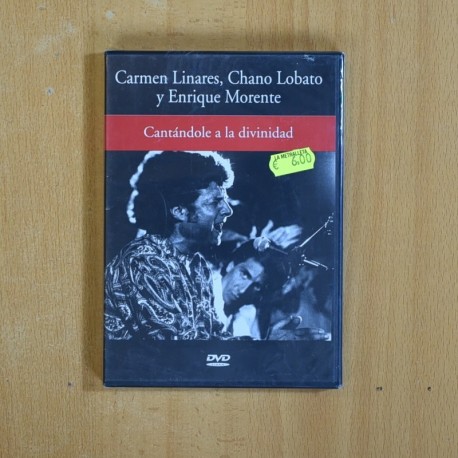 Carmen Linares, Chano Lobato
y Enrique Morente
Cantándole a la divinidad
LA METRALLETA
€ 6.00
DVD